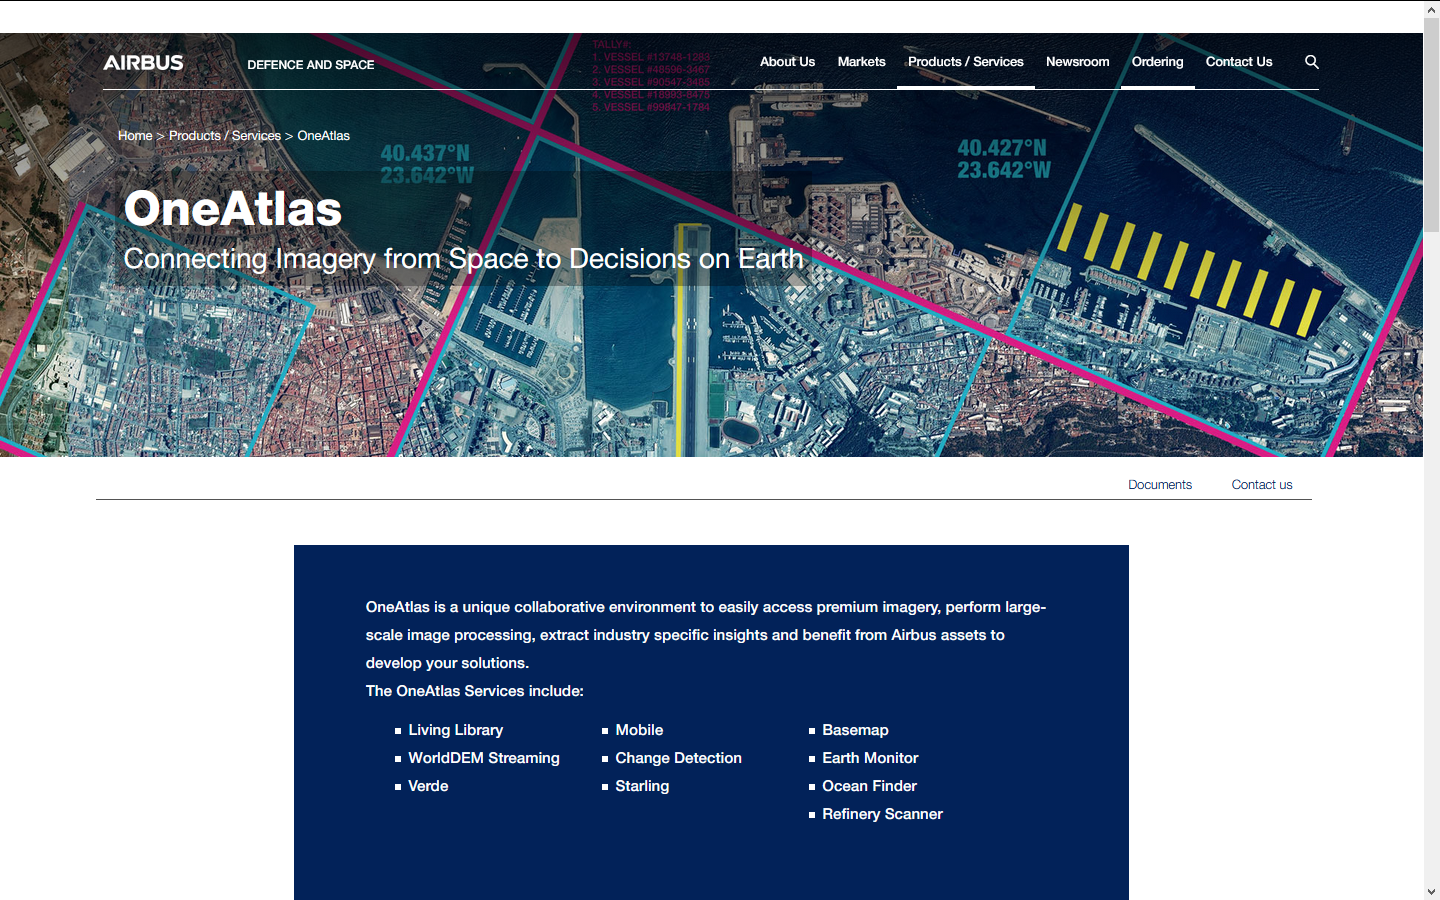 AIRBUS
DEFENCE AND SPACE
About Us
Markets
Products / Services
Newsroom
Ordering
Contact Us
TALLY#:
1. VESSEL #13748-1283
2. VESSEL #48596-3467
3. VESSEL #90547-3485
4. VESSEL #18983-8475
5. VESSEL #99847-1784
Home > Products / Services > OneAtlas
40.437°N
23.642°W
40.427°N
23.642°W
OneAtlas
Connecting Imagery from Space to Decisions on Earth
Documents
Contact us
OneAtlas is a unique collaborative environment to easily access premium imagery, perform large-
scale image processing, extract industry specific insights and benefit from Airbus assets to
develop your solutions.
The OneAtlas Services include:
Living Library
WorldDEM Streaming
Verde
Mobile
Change Detection
Starling
Basemap
Earth Monitor
Ocean Finder
Refinery Scanner